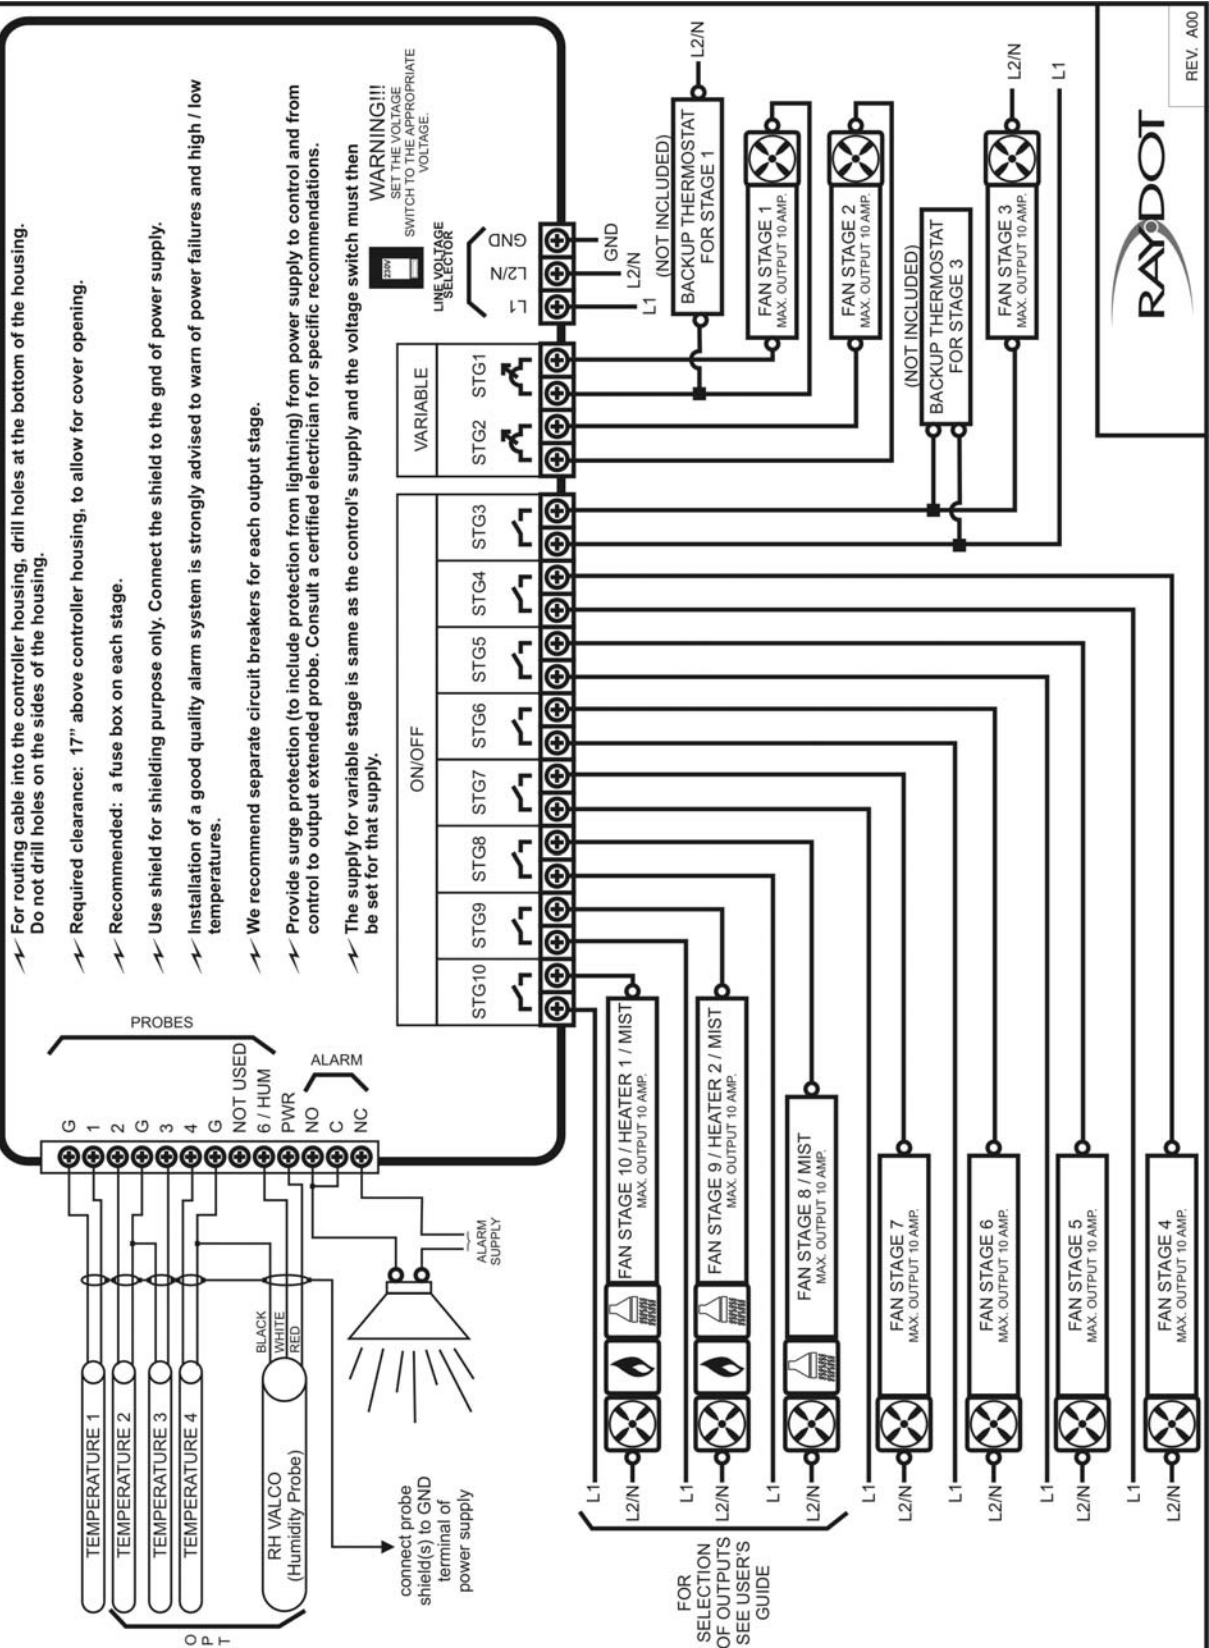 For routing cable into the controller housing, drill holes at the bottom of the housing.
Do not drill holes on the sides of the housing.
Required clearance: 17" above controller housing, to allow for cover opening.
Recommended: a fuse box on each stage.
Use shield for shielding purpose only. Connect the shield to the gnd of power supply.
Installation of a good quality alarm system is strongly advised to warn of power failures and high / low
temperatures.
We recommend separate circuit breakers for each output stage.
Provide surge protection (to include protection from lightning) from power supply to control and from
control to output extended probe. Consult a certified electrician for specific recommendations.
The supply for variable stage is same as the control's supply and the voltage switch must then
be set for that supply.
WARNING!!!
SET THE VOLTAGE
SWITCH TO THE APPROPRIATE
VOLTAGE.
230V
LINE VOLTAGE
SELECTOR
PROBES
ALARM
G
1
2
G
3
4
G
NOT USED
6 / HUM
PWR
NO
C
NC
TEMPERATURE 1
TEMPERATURE 2
TEMPERATURE 3
TEMPERATURE 4
RH VALCO
(Humidity Probe)
OPT
BLACK
WHITE
RED
ALARM
SUPPLY
connect probe
shield(s) to GND
terminal of
power supply
ON/OFF
VARIABLE
STG10
STG9
STG8
STG7
STG6
STG5
STG4
STG3
STG2
STG1
L1
L2/N
GND
L1
L2/N
GND
(NOT INCLUDED)
BACKUP THERMOSTAT
FOR STAGE 1
L2/N
FAN STAGE 1
MAX. OUTPUT 10 AMP.
FAN STAGE 2
MAX. OUTPUT 10 AMP.
(NOT INCLUDED)
BACKUP THERMOSTAT
FOR STAGE 3
FAN STAGE 3
MAX. OUTPUT 10 AMP.
L2/N
L1
FAN STAGE 10 / HEATER 1 / MIST
MAX. OUTPUT 10 AMP.
L1
L2/N
FAN STAGE 9 / HEATER 2 / MIST
MAX. OUTPUT 10 AMP.
L1
L2/N
FAN STAGE 8 / MIST
MAX. OUTPUT 10 AMP.
L1
L2/N
FAN STAGE 7
MAX. OUTPUT 10 AMP.
L1
L2/N
FAN STAGE 6
MAX. OUTPUT 10 AMP.
L1
L2/N
FAN STAGE 5
MAX. OUTPUT 10 AMP.
L1
L2/N
FAN STAGE 4
MAX. OUTPUT 10 AMP.
L1
L2/N
FOR
SELECTION
OF OUTPUTS
SEE USER'S
GUIDE
RAYDOT
REV. A00